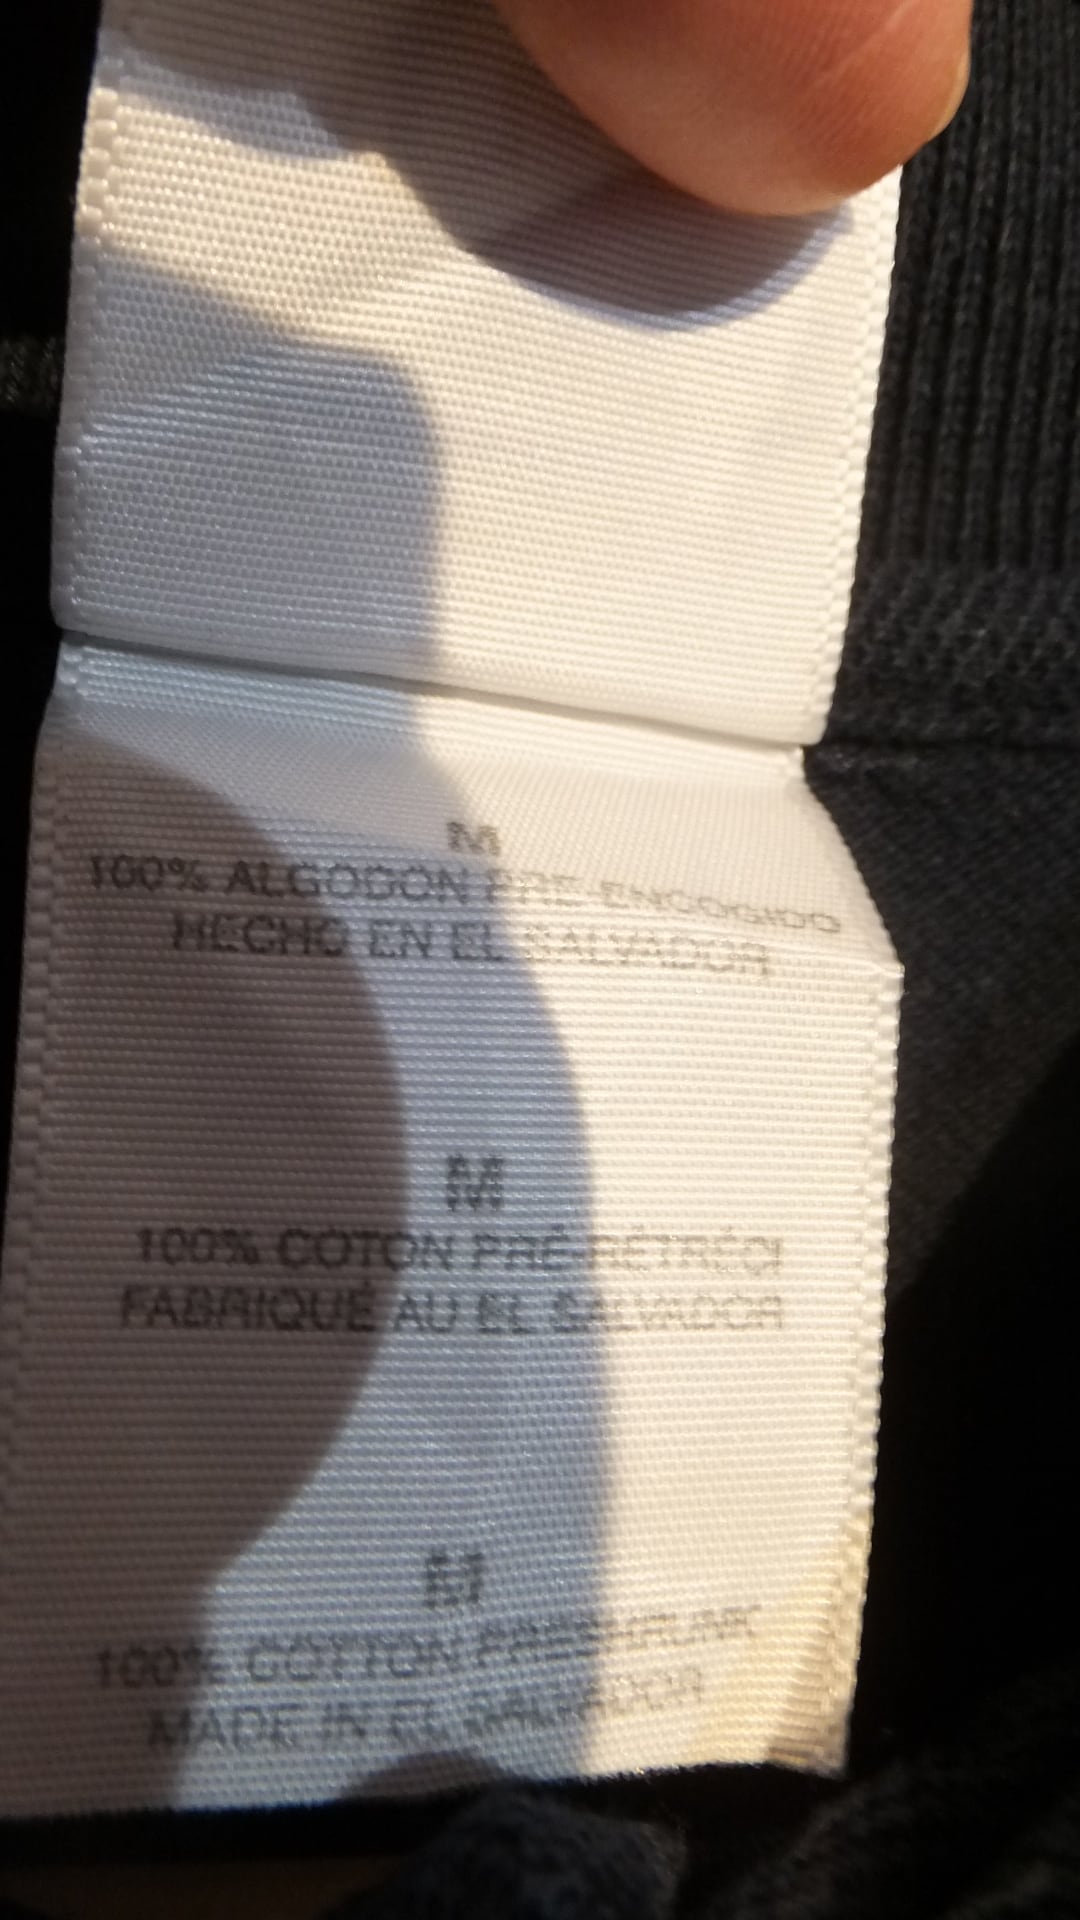 M
100% ALGODON PRE-ENCOGIDO
HECHO EN EL SALVADOR
M
100% COTON PRÉ-RÉTRÉCI
FABRIQUÉ AU EL SALVADOR
M
100% COTTON PRESHRUNK
MADE IN EL SALVADOR